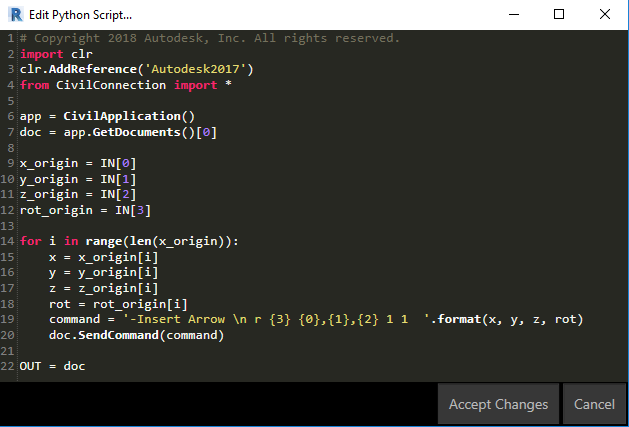 R Edit Python Script...
1 # Copyright 2018 Autodesk, Inc. All rights reserved.
2 import clr
3 clr.AddReference('Autodesk2017')
4 from CivilConnection import *
5
6 app = CivilApplication()
7 doc = app.GetDocuments()[0]
8
9 x_origin = IN[0]
10 y_origin = IN[1]
11 z_origin = IN[2]
12 rot_origin = IN[3]
13
14 for i in range(len(x_origin)):
15     x = x_origin[i]
16     y = y_origin[i]
17     z = z_origin[i]
18     rot = rot_origin[i]
19     command = '-Insert Arrow \n r {3} {0},{1},{2} 1 1  '.format(x, y, z, rot)
20     doc.SendCommand(command)
21
22 OUT = doc
Accept Changes Cancel